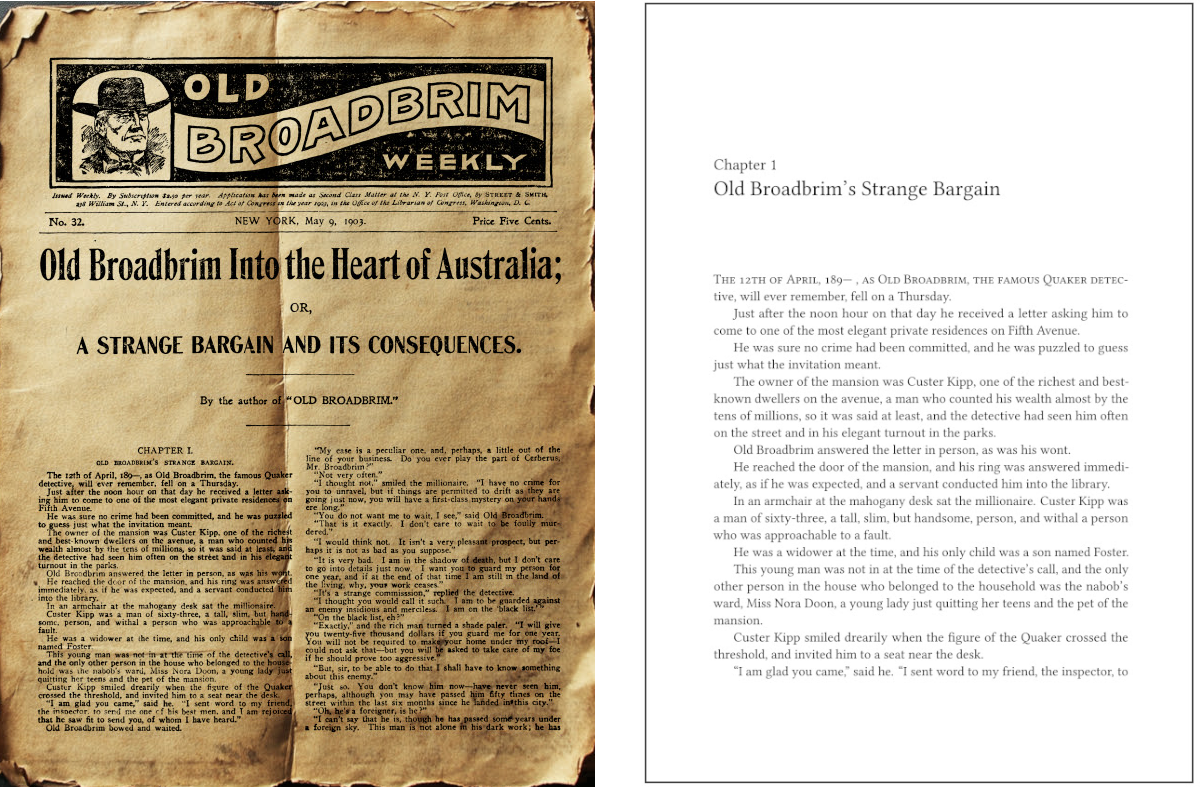 OLD
BROADBRIM
WEEKLY
Issued Weekly. By Subscription $2.50 per year. Application has been made as Second Class Matter at the N. Y. Post Office, by STREET & SMITH,
238 William St., N. Y. Entered according to Act of Congress in the year 1903, in the Office of the Librarian of Congress, Washington, D. C.
No. 32. NEW YORK, May 9, 1903. Price Five Cents.
Old Broadbrim Into the Heart of Australia;
OR,
A STRANGE BARGAIN AND ITS CONSEQUENCES.
By the author of "OLD BROADBRIM."
CHAPTER I.
OLD BROADBRIM'S STRANGE BARGAIN.
The 12th of April, 189—, as Old Broadbrim, the famous Quaker
detective, will ever remember, fell on a Thursday.
Just after the noon hour on that day he received a letter ask-
ing him to come to one of the most elegant private residences on
Fifth Avenue.
He was sure no crime had been committed, and he was puzzled
to guess just what the invitation meant.
The owner of the mansion was Custer Kipp, one of the richest
and best-known dwellers on the avenue, a man who counted his
wealth almost by the tens of millions, so it was said at least, and
the detective had seen him often on the street and in his elegant
turnout in the parks.
Old Broadbrim answered the letter in person, as was his wont.
He reached the door of the mansion, and his ring was answered
immediately, as if he was expected, and a servant conducted him
into the library.
In an armchair at the mahogany desk sat the millionaire.
Custer Kipp was a man of sixty-three, a tall, slim, but hand-
some, person, and withal a person who was approachable to a
fault.
He was a widower at the time, and his only child was a son
named Foster.
This young man was not in at the time of the detective's call,
and the only other person in the house who belonged to the house-
hold was the nabob's ward, Miss Nora Doon, a young lady just
quitting her teens and the pet of the mansion.
Custer Kipp smiled drearily when the figure of the Quaker
crossed the threshold, and invited him to a seat near the desk.
"I am glad you came," said he. "I sent word to my friend,
the inspector, to send me one of his best men, and I am rejoiced
that he saw fit to send you, of whom I have heard."
Old Broadbrim bowed and waited.
"My case is a peculiar one, and, perhaps, a little out of the
line of your business. Do you ever play the part of Cerberus,
Mr. Broadbrim?"
"Not very often."
"I thought not," smiled the millionaire. "I have no crime for
you to unravel, but if things are permitted to drift as they are
going just now, you will have a first-class mystery on your hands
ere long."
"You do not want me to wait, I see," said Old Broadbrim.
"That is it exactly. I don't care to wait to be foully mur-
dered."
"I would think not. It isn't a very pleasant prospect, but per-
haps it is not as bad as you suppose."
"It is very bad. I am in the shadow of death, but I don't care
to go into details just now. I want you to guard my person for
one year, and if at the end of that time I am still in the land of
the living, why, your work ceases."
"It's a strange commisssion," replied the detective.
"I thought you would call it such. I am to be guarded against
an enemy insidious and merciless. I am on the 'black list.'"
"On the black list, eh?"
"Exactly," and the rich man turned a shade paler. "I will give
you twenty-five thousand dollars if you guard me for one year.
You will not be required to make your home under my roof—I
could not ask that—but you will be asked to take care of my foe
if he should prove too aggressive."
"But, sir, to be able to do that I shall have to know something
about this enemy."
"Just so. You don't know him now—have never seen him,
perhaps, although you may have passed him fifty times on the
street within the last six months since he landed in this city."
"Oh, he's a foreigner, is he?"
"I can't say that he is, though he has passed some years under
a foreign sky. This man is not alone in his dark work; he has
Chapter 1
Old Broadbrim's Strange Bargain
The 12th of April, 189— , as Old Broadbrim, the famous Quaker detec-
tive, will ever remember, fell on a Thursday.
Just after the noon hour on that day he received a letter asking him to
come to one of the most elegant private residences on Fifth Avenue.
He was sure no crime had been committed, and he was puzzled to guess
just what the invitation meant.
The owner of the mansion was Custer Kipp, one of the richest and best-
known dwellers on the avenue, a man who counted his wealth almost by the
tens of millions, so it was said at least, and the detective had seen him often
on the street and in his elegant turnout in the parks.
Old Broadbrim answered the letter in person, as was his wont.
He reached the door of the mansion, and his ring was answered immedi-
ately, as if he was expected, and a servant conducted him into the library.
In an armchair at the mahogany desk sat the millionaire. Custer Kipp was
a man of sixty-three, a tall, slim, but handsome, person, and withal a person
who was approachable to a fault.
He was a widower at the time, and his only child was a son named Foster.
This young man was not in at the time of the detective's call, and the only
other person in the house who belonged to the household was the nabob's
ward, Miss Nora Doon, a young lady just quitting her teens and the pet of the
mansion.
Custer Kipp smiled drearily when the figure of the Quaker crossed the
threshold, and invited him to a seat near the desk.
"I am glad you came," said he. "I sent word to my friend, the inspector, to